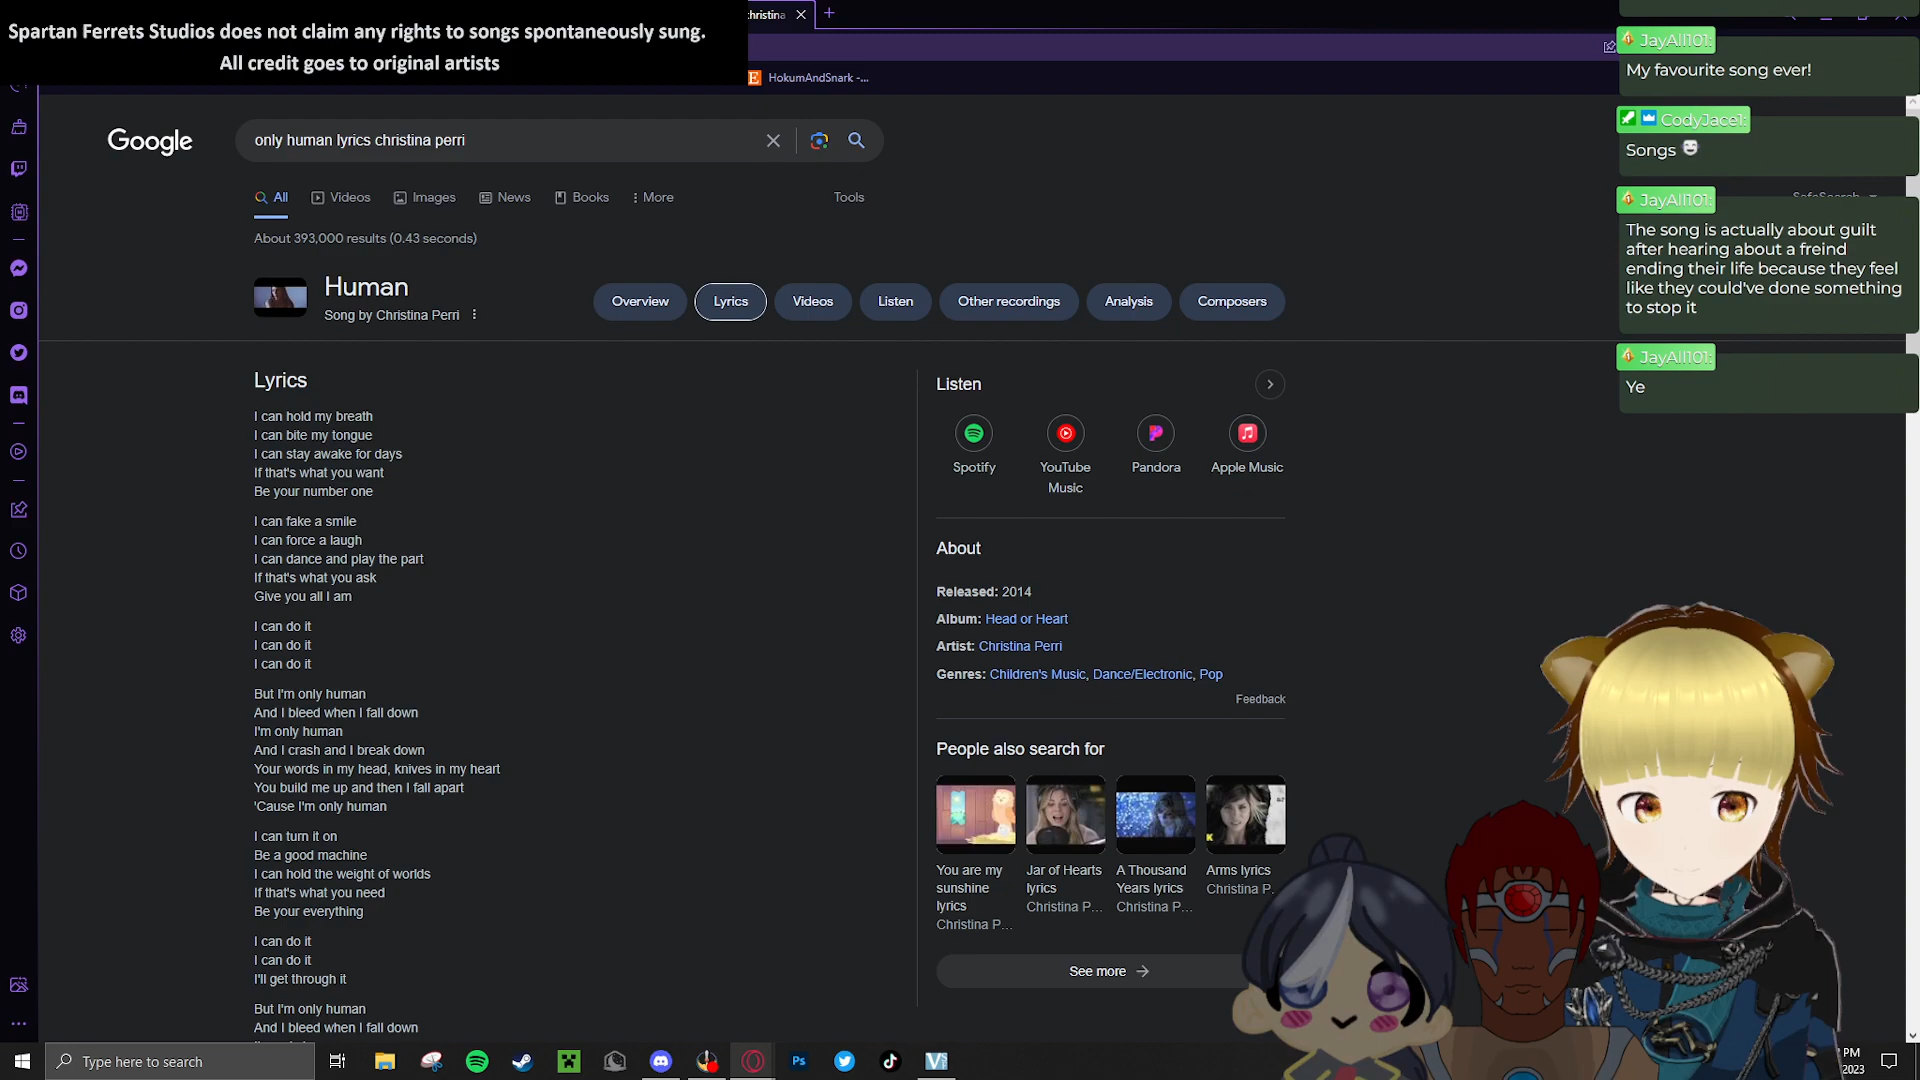 Spartan Ferrets Studios does not claim any rights to songs spontaneously sung.
All credit goes to original artists
christina
HokumAndSnark -...
Google
only human lyrics christina perri
All
Videos
Images
News
Books
More
Tools
SafeSearch
About 393,000 results (0.43 seconds)
Human
Song by Christina Perri
Overview
Lyrics
Videos
Listen
Other recordings
Analysis
Composers
Lyrics
I can hold my breath
I can bite my tongue
I can stay awake for days
If that's what you want
Be your number one
I can fake a smile
I can force a laugh
I can dance and play the part
If that's what you ask
Give you all I am
I can do it
I can do it
I can do it
But I'm only human
And I bleed when I fall down
I'm only human
And I crash and I break down
Your words in my head, knives in my heart
You build me up and then I fall apart
'Cause I'm only human
I can turn it on
Be a good machine
I can hold the weight of worlds
If that's what you need
Be your everything
I can do it
I can do it
I'll get through it
But I'm only human
And I bleed when I fall down
Listen
Spotify
YouTube
Music
Pandora
Apple Music
About
Released: 2014
Album: Head or Heart
Artist: Christina Perri
Genres: Children's Music, Dance/Electronic, Pop
Feedback
People also search for
You are my
sunshine
lyrics
Christina P...
Jar of Hearts
lyrics
Christina P...
A Thousand
Years lyrics
Christina P...
Arms lyrics
Christina P.
See more
JayAll101:
My favourite song ever!
CodyJace1:
Songs
JayAll101:
The song is actually about guilt
after hearing about a freind
ending their life because they feel
like they could've done something
to stop it
JayAll101:
Ye
Type here to search
Ps
PM
2023